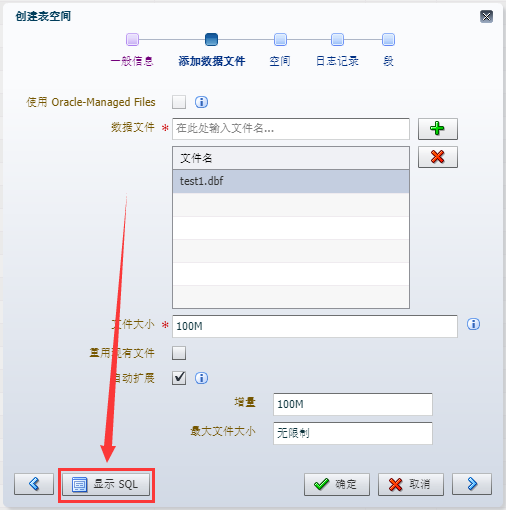 创建表空间
一般信息 添加数据文件 空间 日志记录 段
使用 Oracle-Managed Files
数据文件 * 在此处输入文件名...
文件名
test1.dbf
文件大小 * 100M
重用现有文件
自动扩展
增量 100M
最大文件大小 无限制
显示 SQL 确定 取消